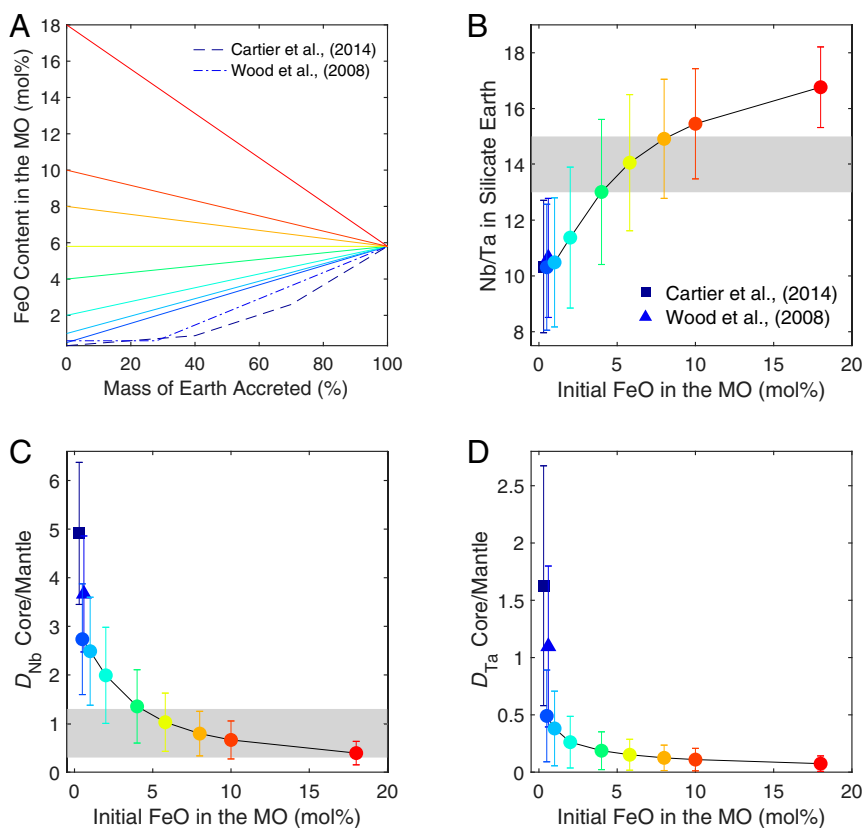 A
18
16
14
12
10
8
6
4
2
FeO Content in the MO (mol%)
Cartier et al., (2014)
Wood et al., (2008)
0 20 40 60 80 100
Mass of Earth Accreted (%)
B
18
16
14
12
10
8
Nb/Ta in Silicate Earth
Cartier et al., (2014)
Wood et al., (2008)
0 5 10 15 20
Initial FeO in the MO (mol%)
C
6
5
4
3
2
1
0
D_Nb Core/Mantle
0 5 10 15 20
Initial FeO in the MO (mol%)
D
2.5
2
1.5
1
0.5
0
D_Ta Core/Mantle
0 5 10 15 20
Initial FeO in the MO (mol%)